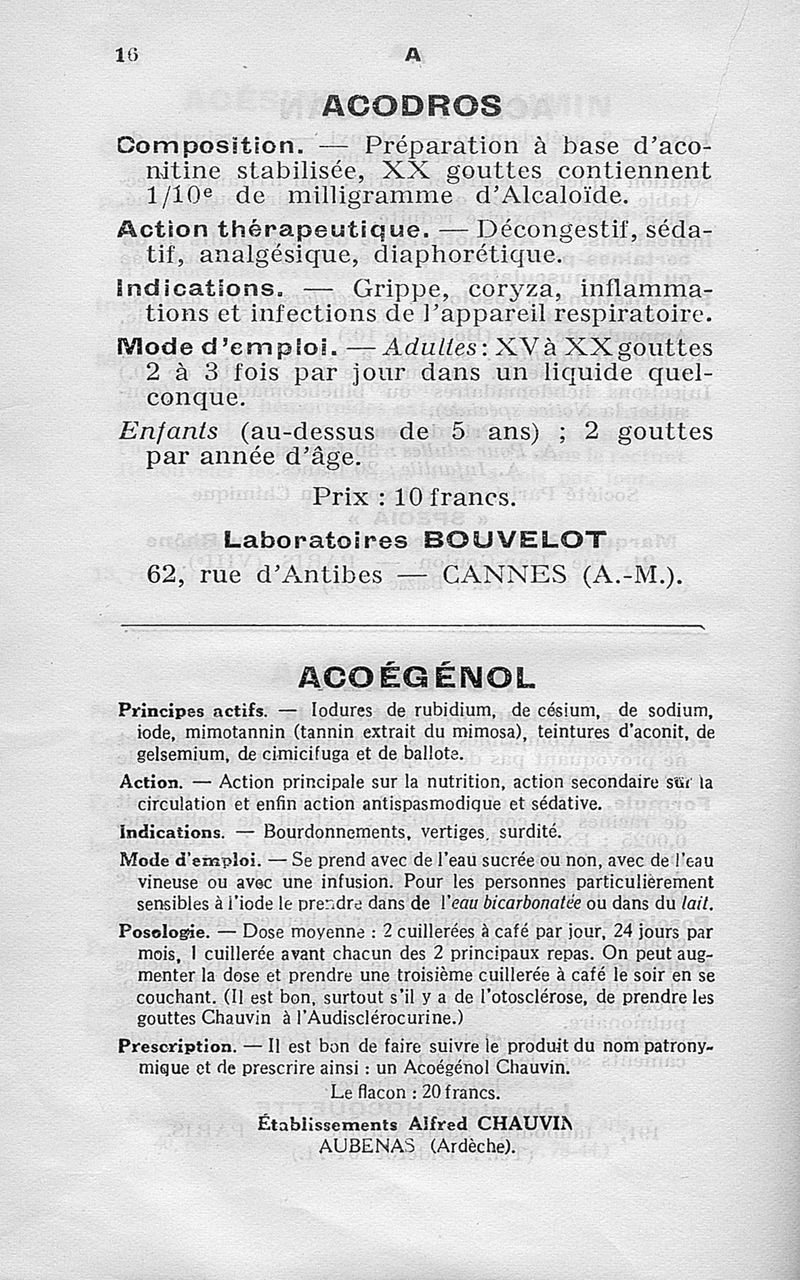 16
A
ACODROS
Composition. — Préparation à base d'aco-
nitine stabilisée, XX gouttes contiennent
1/10e de milligramme d'Alcaloïde.
Action thérapeutique. — Décongestif, séda-
tif, analgésique, diaphorétique.
Indications. — Grippe, coryza, inflamma-
tions et infections de l'appareil respiratoire.
Mode d'emploi. — Adultes : XV à XX gouttes
2 à 3 fois par jour dans un liquide quel-
conque.
Enfants (au-dessus de 5 ans) ; 2 gouttes
par année d'âge.
Prix : 10 francs.
Laboratoires BOUVELOT
62, rue d'Antibes — CANNES (A.-M.).
ACOÉGÉNOL
Principes actifs. — Iodures de rubidium, de césium, de sodium,
iode, mimotannin (tannin extrait du mimosa), teintures d'aconit, de
gelsemium, de cimicifuga et de ballote.
Action. — Action principale sur la nutrition, action secondaire sur la
circulation et enfin action antispasmodique et sédative.
Indications. — Bourdonnements, vertiges, surdité.
Mode d'emploi. — Se prend avec de l'eau sucrée ou non, avec de l'eau
vineuse ou avec une infusion. Pour les personnes particulièrement
sensibles à l'iode le prendre dans de l'eau bicarbonatée ou dans du lait.
Posologie. — Dose moyenne : 2 cuillerées à café par jour, 24 jours par
mois, 1 cuillerée avant chacun des 2 principaux repas. On peut aug-
menter la dose et prendre une troisième cuillerée à café le soir en se
couchant. (Il est bon, surtout s'il y a de l'otosclérose, de prendre les
gouttes Chauvin à l'Audisclérocurine.)
Prescription. — Il est bon de faire suivre le produit du nom patrony-
mique et de prescrire ainsi : un Acoégénol Chauvin.
Le flacon : 20 francs.
Établissements Alfred CHAUVIN
AUBENAS (Ardèche).